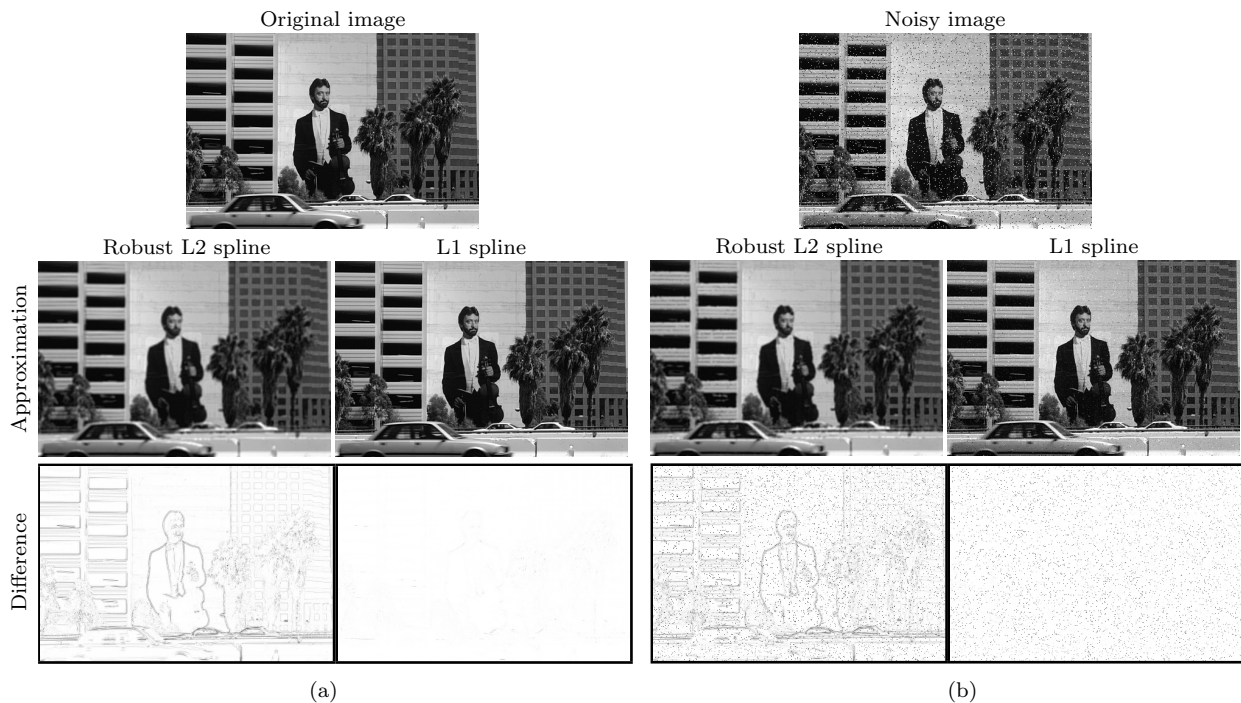 Original image
Noisy image
Robust L2 spline
L1 spline
Robust L2 spline
L1 spline
Approximation
Difference
(a)
(b)